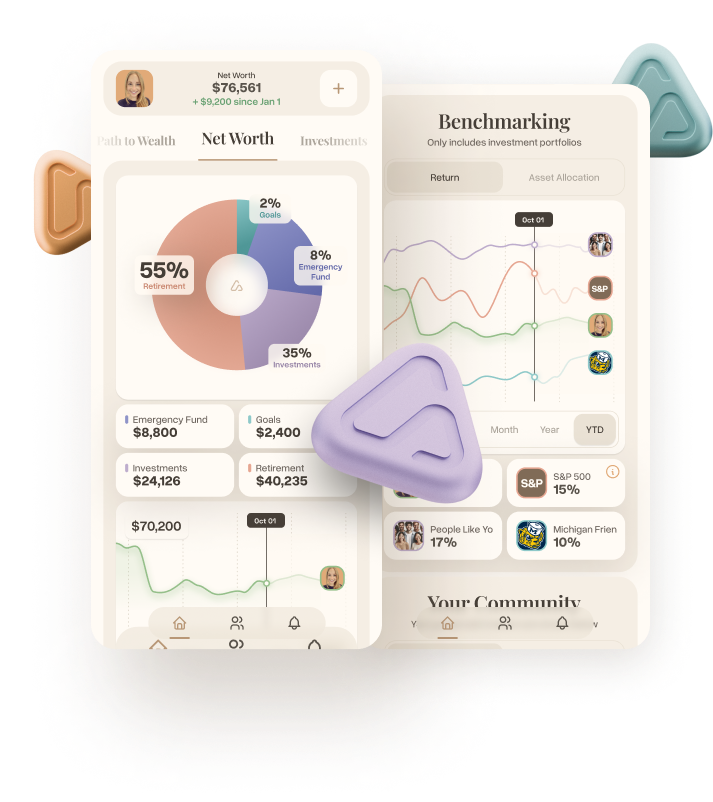 Net Worth
$76,561
+ $9,200 since Jan 1
+
Path to Wealth
Net Worth
Investments
2%
Goals
8%
Emergency
Fund
55%
Retirement
35%
Investments
Emergency Fund
$8,800
Goals
$2,400
Investments
$24,126
Retirement
$40,235
$70,200
Oct 01
Benchmarking
Only includes investment portfolios
Return
Asset Allocation
Oct 01
S&P
Month
Year
YTD
S&P
S&P 500
15%
People Like Yo
17%
Michigan Frien
10%
Your Community